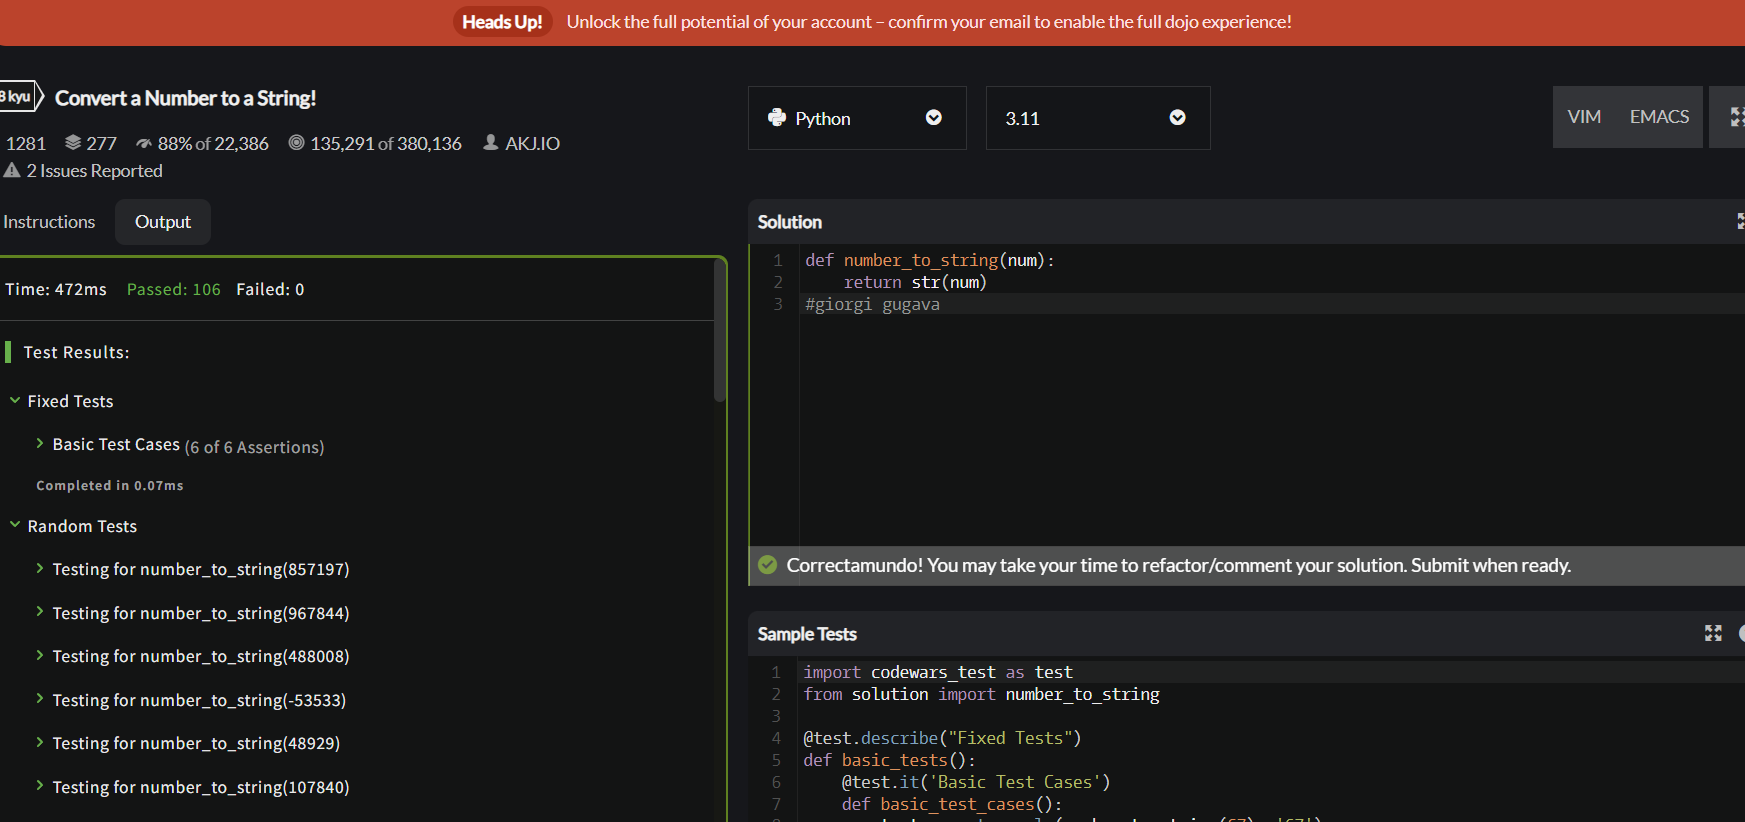 Heads Up! Unlock the full potential of your account – confirm your email to enable the full dojo experience!
8 kyu Convert a Number to a String!
1281 277 88% of 22,386 135,291 of 380,136 AKJ.IO
2 Issues Reported
Python 3.11 VIM EMACS
Instructions Output
Time: 472ms Passed: 106 Failed: 0
Test Results:
Fixed Tests
Basic Test Cases (6 of 6 Assertions)
Completed in 0.07ms
Random Tests
Testing for number_to_string(857197)
Testing for number_to_string(967844)
Testing for number_to_string(488008)
Testing for number_to_string(-53533)
Testing for number_to_string(48929)
Testing for number_to_string(107840)
Solution
1 def number_to_string(num):
2 return str(num)
3 #giorgi gugava
Correctamundo! You may take your time to refactor/comment your solution. Submit when ready.
Sample Tests
1 import codewars_test as test
2 from solution import number_to_string
3
4 @test.describe("Fixed Tests")
5 def basic_tests():
6 @test.it('Basic Test Cases')
7 def basic_test_cases():